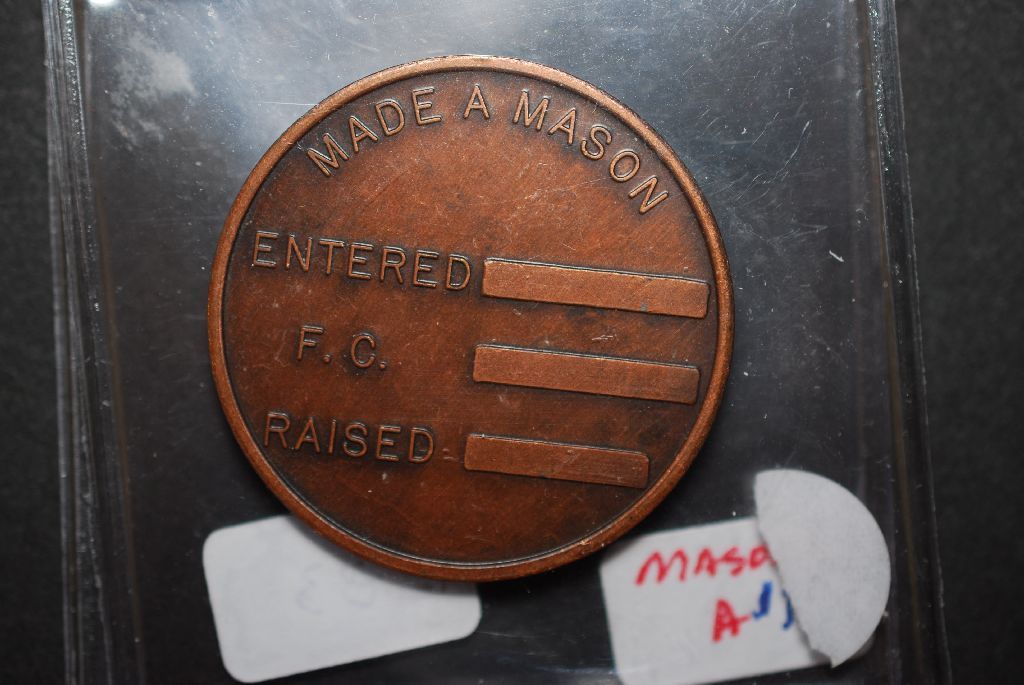 MADE A MASON
ENTERED
F. C.
RAISED
A